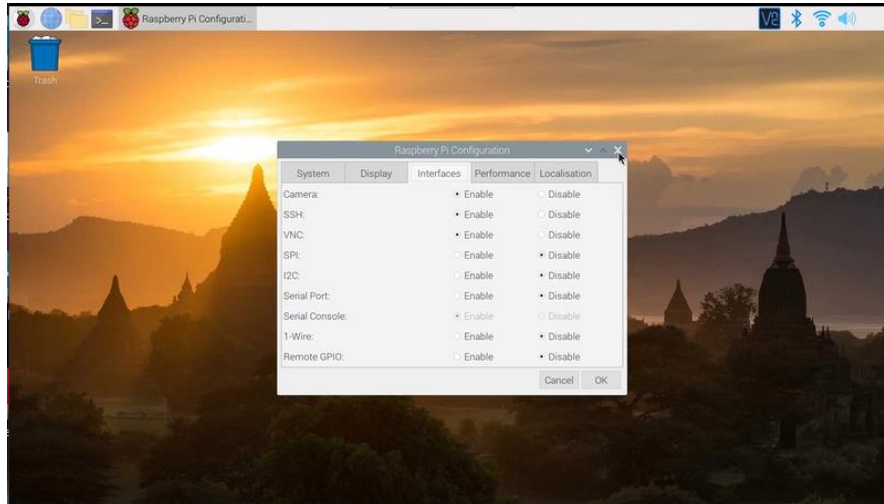 Raspberry Pi Configurati...
Trash
Raspberry Pi Configuration
System Display Interfaces Performance Localisation
Camera: Enable Disable
SSH: Enable Disable
VNC: Enable Disable
SPI: Enable Disable
I2C: Enable Disable
Serial Port: Enable Disable
Serial Console: Enable Disable
1-Wire: Enable Disable
Remote GPIO: Enable Disable
Cancel OK